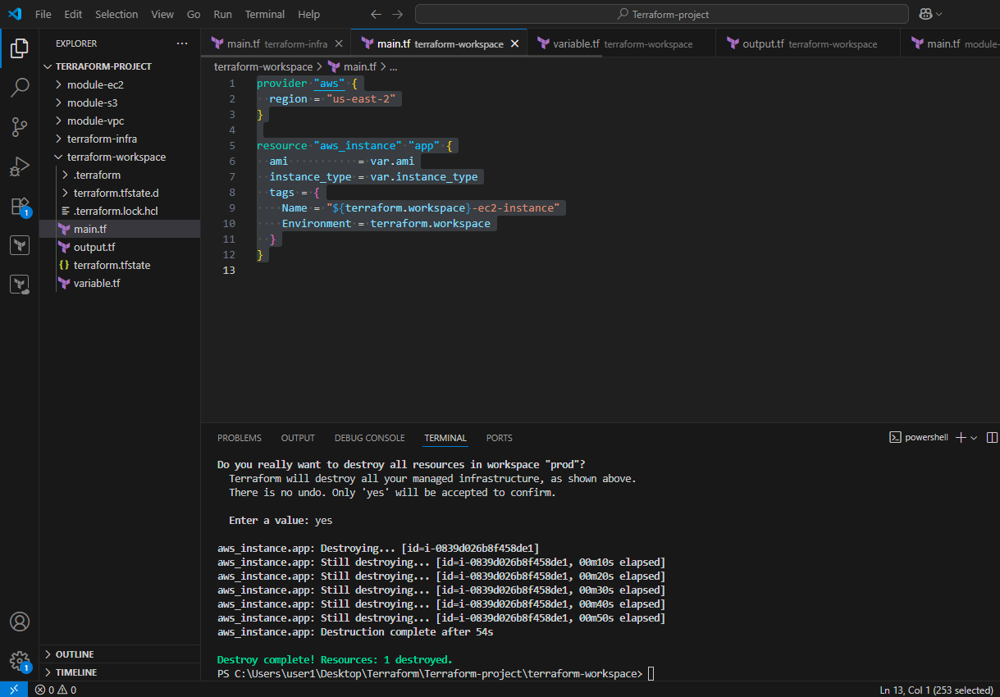 File Edit Selection View Go Run Terminal Help
Terraform-project
EXPLORER
TERRAFORM-PROJECT
module-ec2
module-s3
module-vpc
terraform-infra
terraform-workspace
.terraform
terraform.tfstate.d
.terraform.lock.hcl
main.tf
output.tf
terraform.tfstate
variable.tf
OUTLINE
TIMELINE
1
1
main.tf terraform-infra
main.tf terraform-workspace
variable.tf terraform-workspace
output.tf terraform-workspace
main.tf module-
terraform-workspace > main.tf > ...
1 provider "aws" {
2 region = "us-east-2"
3 }
4
5 resource "aws_instance" "app" {
6 ami = var.ami
7 instance_type = var.instance_type
8 tags = {
9 Name = "${terraform.workspace}-ec2-instance"
10 Environment = terraform.workspace
11 }
12 }
13
PROBLEMS OUTPUT DEBUG CONSOLE TERMINAL PORTS
powershell
Do you really want to destroy all resources in workspace "prod"?
Terraform will destroy all your managed infrastructure, as shown above.
There is no undo. Only 'yes' will be accepted to confirm.
Enter a value: yes
aws_instance.app: Destroying... [id=i-0839d026b8f458de1]
aws_instance.app: Still destroying... [id=i-0839d026b8f458de1, 00m10s elapsed]
aws_instance.app: Still destroying... [id=i-0839d026b8f458de1, 00m20s elapsed]
aws_instance.app: Still destroying... [id=i-0839d026b8f458de1, 00m30s elapsed]
aws_instance.app: Still destroying... [id=i-0839d026b8f458de1, 00m40s elapsed]
aws_instance.app: Still destroying... [id=i-0839d026b8f458de1, 00m50s elapsed]
aws_instance.app: Destruction complete after 54s
Destroy complete! Resources: 1 destroyed.
PS C:\Users\user1\Desktop\Terraform\Terraform-project\terraform-workspace>
0 0
Ln 13, Col 1 (253 selected)